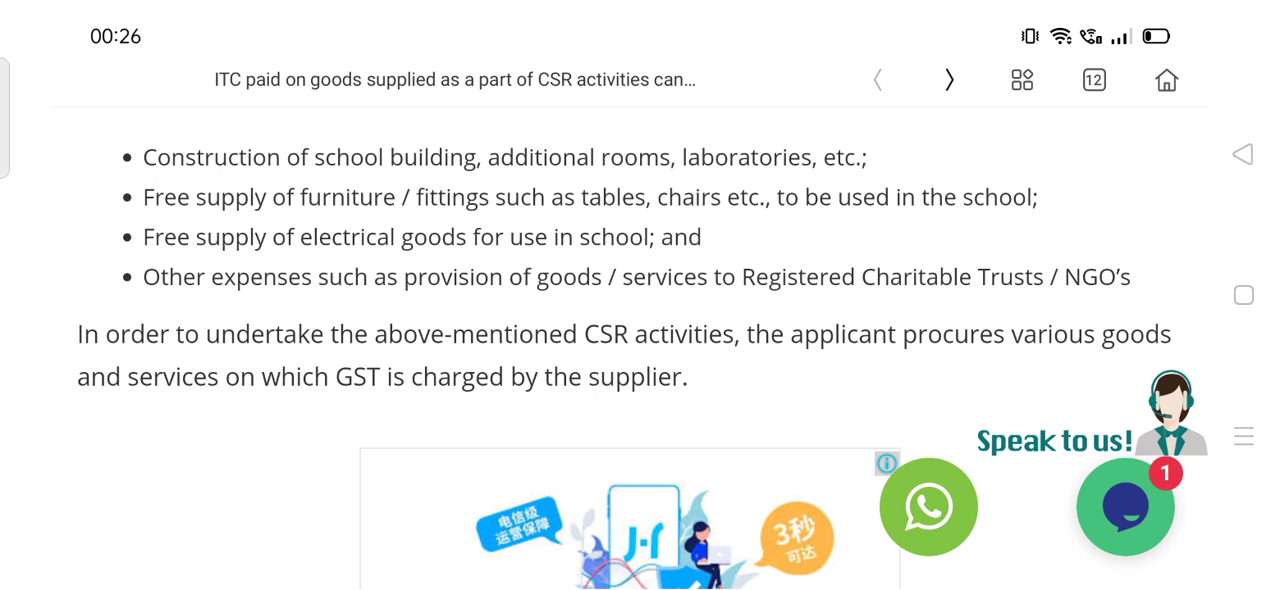 00:26
ITC paid on goods supplied as a part of CSR activities can...
12
• Construction of school building, additional rooms, laboratories, etc.;
• Free supply of furniture / fittings such as tables, chairs etc., to be used in the school;
• Free supply of electrical goods for use in school; and
• Other expenses such as provision of goods / services to Registered Charitable Trusts / NGO’s
In order to undertake the above-mentioned CSR activities, the applicant procures various goods
and services on which GST is charged by the supplier.
Speak to us!
1
电信级
运营保障
3秒
可达